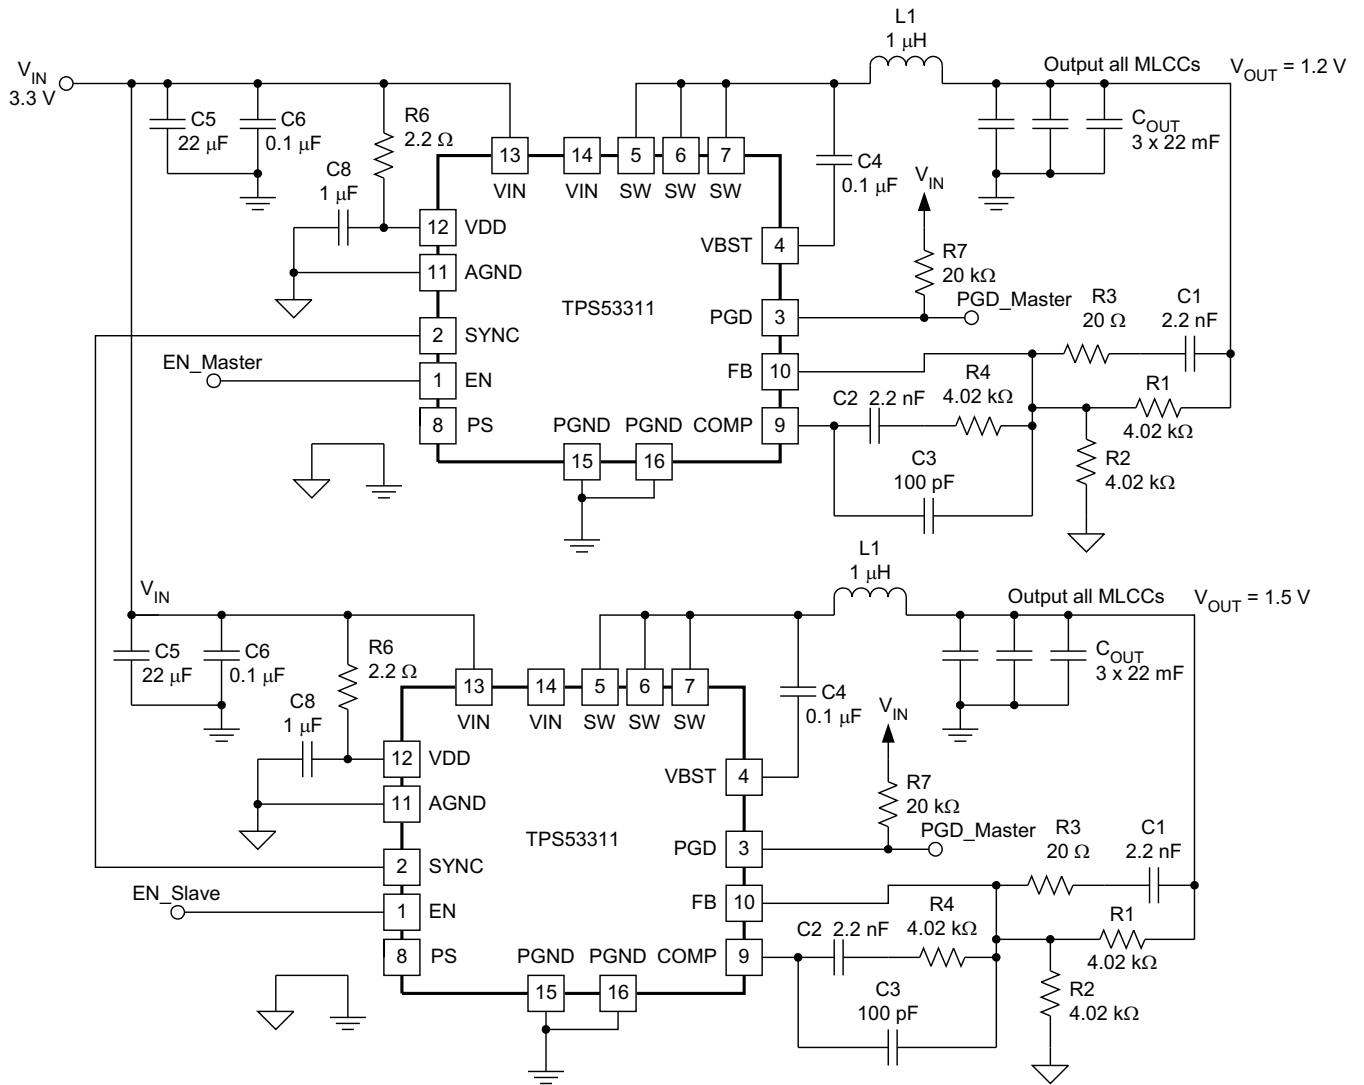 L1
1 μH
Output all MLCCs
V_OUT = 1.2 V
V_IN
3.3 V
C5
22 μF
C6
0.1 μF
R6
2.2 Ω
C8
1 μF
13
14
5
6
7
VIN
VIN
SW
SW
SW
C4
0.1 μF
C_OUT
3 x 22 mF
V_IN
12
VDD
VBST
4
R7
20 kΩ
11
AGND
TPS53311
PGD
3
PGD_Master
R3
20 Ω
C1
2.2 nF
2
SYNC
EN_Master
1
EN
FB
10
R4
4.02 kΩ
R1
4.02 kΩ
8
PS
PGND
PGND
COMP
9
C2
2.2 nF
15
16
C3
100 pF
R2
4.02 kΩ
L1
1 μH
Output all MLCCs
V_OUT = 1.5 V
V_IN
C5
22 μF
C6
0.1 μF
R6
2.2 Ω
C8
1 μF
13
14
5
6
7
VIN
VIN
SW
SW
SW
C4
0.1 μF
C_OUT
3 x 22 mF
V_IN
12
VDD
VBST
4
R7
20 kΩ
11
AGND
TPS53311
PGD
3
PGD_Master
R3
20 Ω
C1
2.2 nF
2
SYNC
EN_Slave
1
EN
FB
10
R4
4.02 kΩ
R1
4.02 kΩ
8
PS
PGND
PGND
COMP
9
C2
2.2 nF
15
16
C3
100 pF
R2
4.02 kΩ